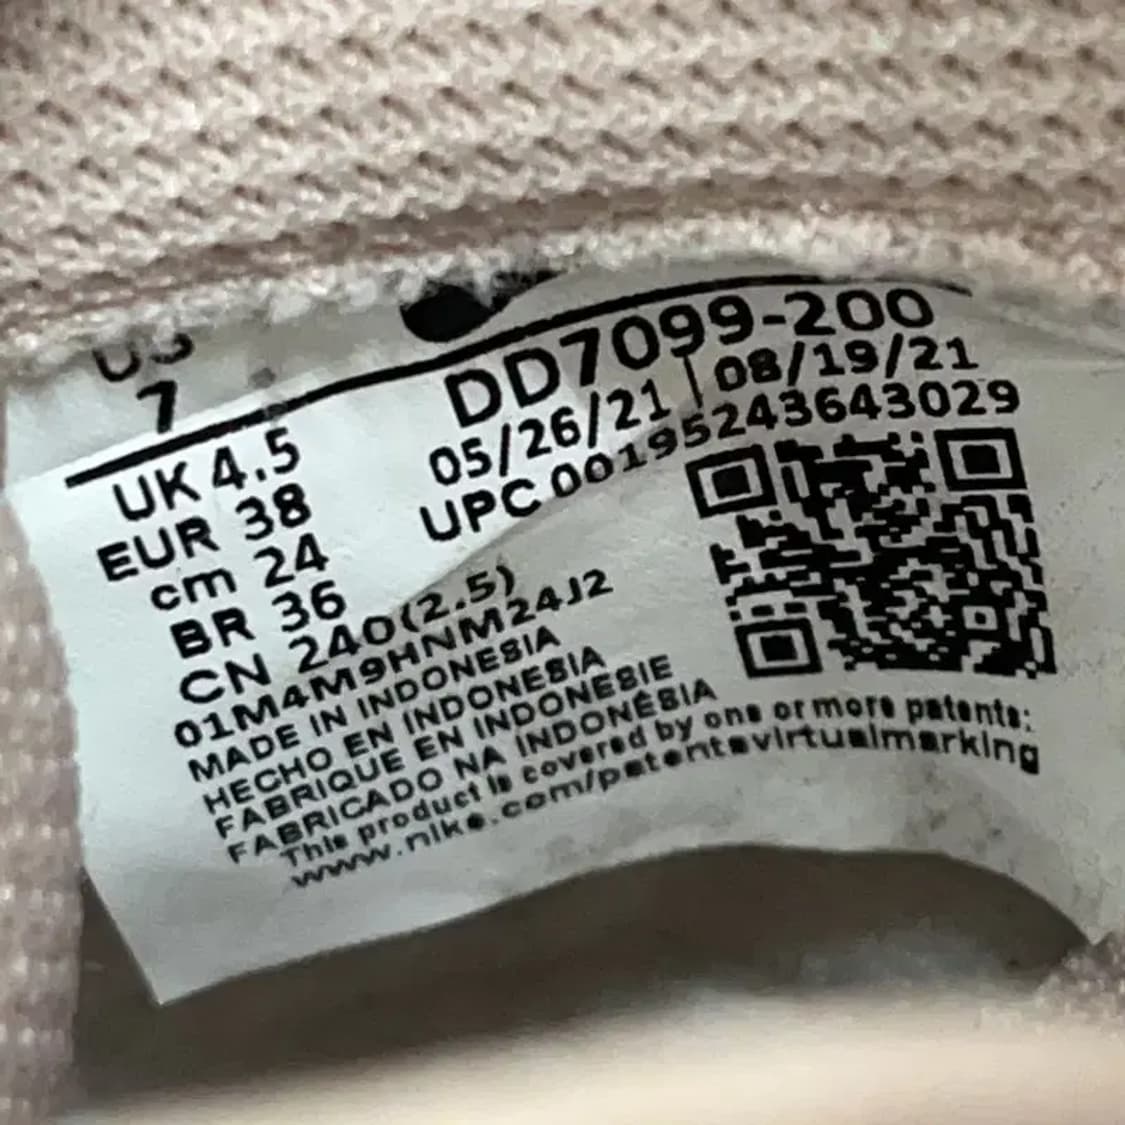 US
7
UK 4.5
EUR 38
cm 24
BR 36
CN 240(2.5)
DD7099-200
05/26/21 | 08/19/21
UPC 00195243643029
01M4M9HNM24J2
MADE IN INDONESIA
HECHO EN INDONESIA
FABRIQUE EN INDONESIE
FABRICADO NA INDONÉSIA
This product is covered by one or more patents:
www.nike.com/patentsvirtualmarking